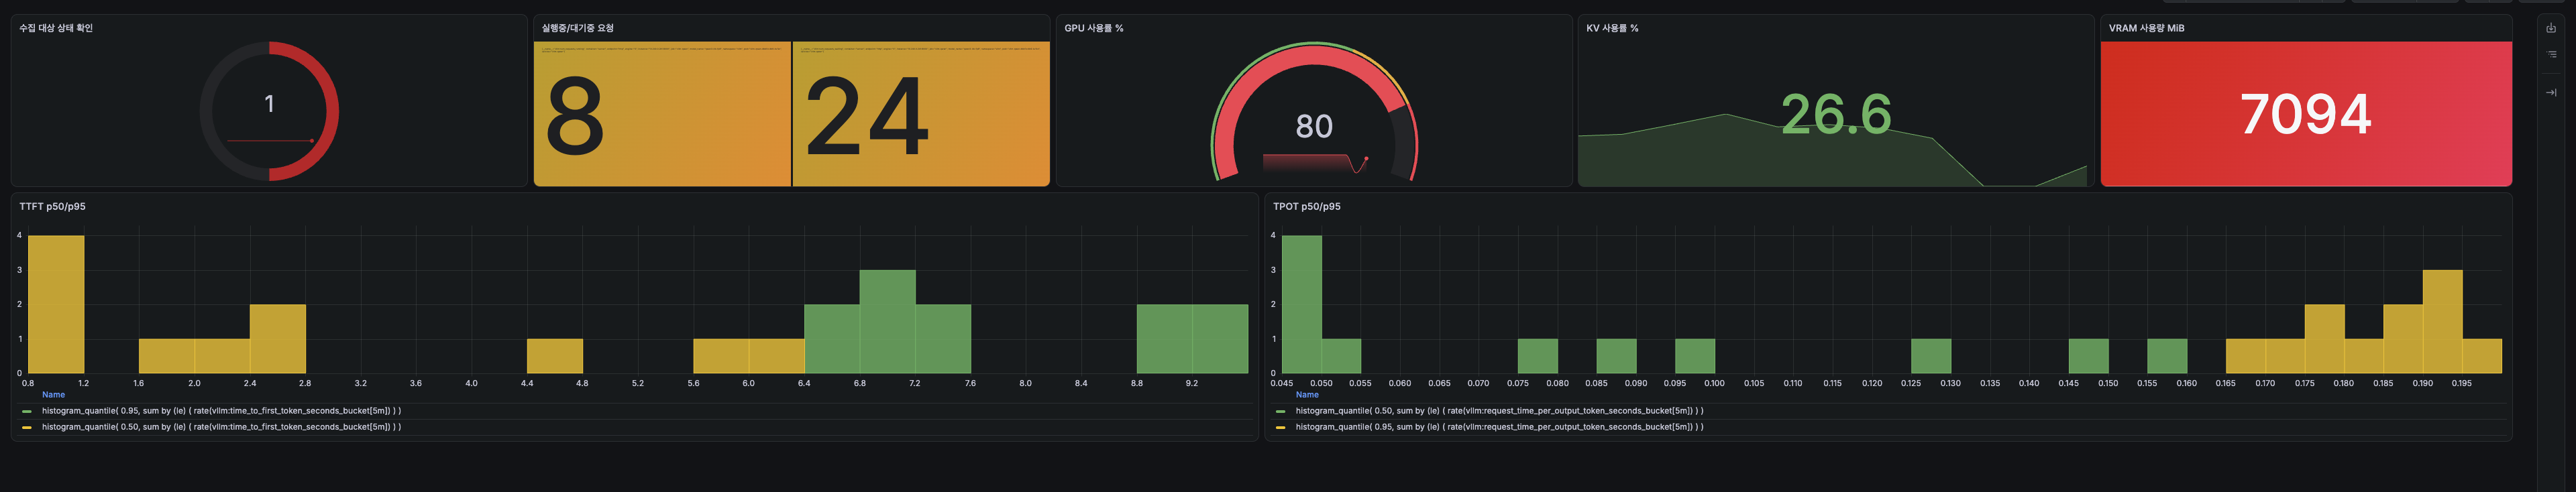 수집 대상 상태 확인
1
실행중/대기중 요청
8
24
GPU 사용률 %
80
KV 사용률 %
26.6
VRAM 사용량 MiB
7094
TTFT p50/p95
4
3
2
1
0
0.8 1.2 1.6 2.0 2.4 2.8 3.2 3.6 4.0 4.4 4.8 5.2 5.6 6.0 6.4 6.8 7.2 7.6 8.0 8.4 8.8 9.2
Name
histogram_quantile( 0.95, sum by (le) ( rate(vllm:time_to_first_token_seconds_bucket[5m]) ) )
histogram_quantile( 0.50, sum by (le) ( rate(vllm:time_to_first_token_seconds_bucket[5m]) ) )
TPOT p50/p95
4
3
2
1
0
0.045 0.050 0.055 0.060 0.065 0.070 0.075 0.080 0.085 0.090 0.095 0.100 0.105 0.110 0.115 0.120 0.125 0.130 0.135 0.140 0.145 0.150 0.155 0.160 0.165 0.170 0.175 0.180 0.185 0.190 0.195
Name
histogram_quantile( 0.50, sum by (le) ( rate(vllm:request_time_per_output_token_seconds_bucket[5m]) ) )
histogram_quantile( 0.95, sum by (le) ( rate(vllm:request_time_per_output_token_seconds_bucket[5m]) ) )